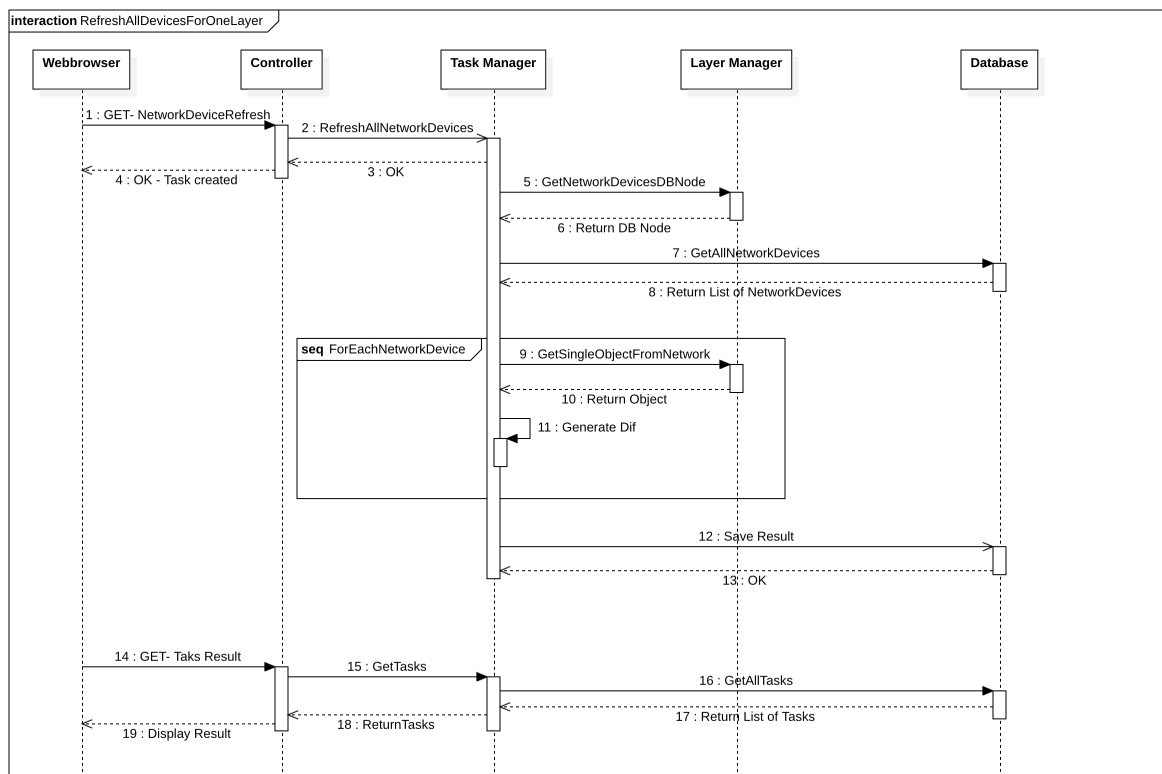 interaction RefreshAllDevicesForOneLayer
Webbrowser
Controller
Task Manager
Layer Manager
Database
1 : GET- NetworkDeviceRefresh
2 : RefreshAllNetworkDevices
3 : OK
4 : OK - Task created
5 : GetNetworkDevicesDBNode
6 : Return DB Node
7 : GetAllNetworkDevices
8 : Return List of NetworkDevices
seq ForEachNetworkDevice
9 : GetSingleObjectFromNetwork
10 : Return Object
11 : Generate Dif
12 : Save Result
13 : OK
14 : GET- Taks Result
15 : GetTasks
16 : GetAllTasks
17 : Return List of Tasks
18 : ReturnTasks
19 : Display Result